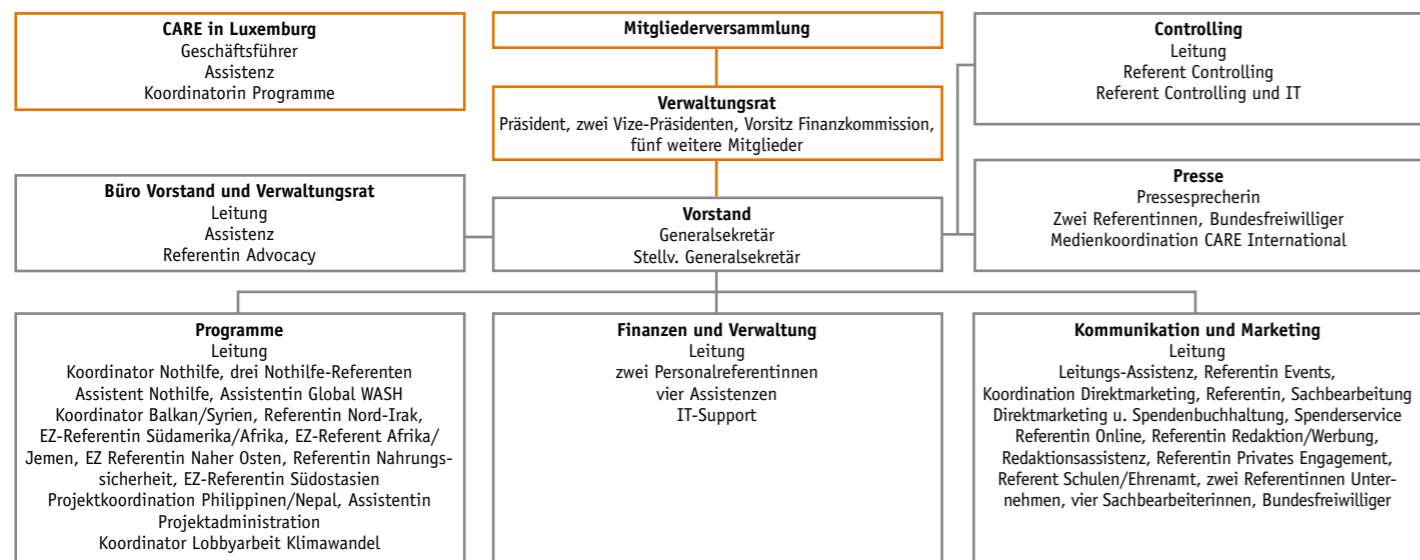 CARE in Luxemburg
Geschäftsführer
Assistenz
Koordinatorin Programme
Mitgliederversammlung
Verwaltungsrat
Präsident, zwei Vize-Präsidenten, Vorsitz Finanzkommission,
fünf weitere Mitglieder
Controlling
Leitung
Referent Controlling
Referent Controlling und IT
Büro Vorstand und Verwaltungsrat
Leitung
Assistenz
Referentin Advocacy
Vorstand
Generalsekretär
Stellv. Generalsekretär
Presse
Pressesprecherin
Zwei Referentinnen, Bundesfreiwilliger
Medienkoordination CARE International
Programme
Leitung
Koordinator Nothilfe, drei Nothilfe-Referenten
Assistent Nothilfe, Assistentin Global WASH
Koordinator Balkan/Syrien, Referentin Nord-Irak,
EZ-Referentin Südamerika/Afrika, EZ-Referent Afrika/
Jemen, EZ Referentin Naher Osten, Referentin Nahrungs-
sicherheit, EZ-Referentin Südostasien
Projektkoordination Philippinen/Nepal, Assistentin
Projektadministration
Koordinator Lobbyarbeit Klimawandel
Finanzen und Verwaltung
Leitung
zwei Personalreferentinnen
vier Assistenzen
IT-Support
Kommunikation und Marketing
Leitung
Leitungs-Assistenz, Referentin Events,
Koordination Direktmarketing, Referentin, Sachbearbeitung
Direktmarketing u. Spendenbuchhaltung, Spenderservice
Referentin Online, Referentin Redaktion/Werbung,
Redaktionsassistenz, Referentin Privates Engagement,
Referent Schulen/Ehrenamt, zwei Referentinnen Unter-
nehmen, vier Sachbearbeiterinnen, Bundesfreiwilliger